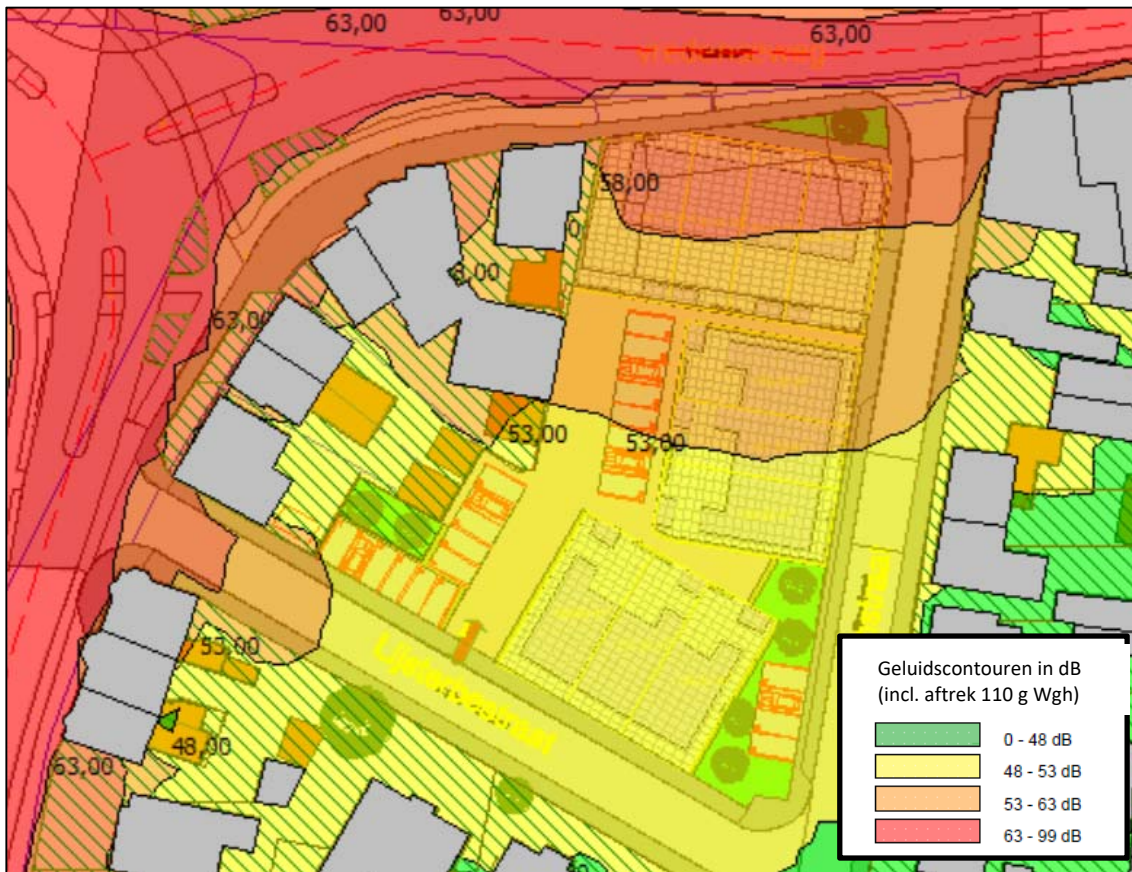 63,00
63,00
63,00
58,00
63,00
53,00
53,00
53,00
48,00
63,00
Geluidscontouren in dB
(incl. aftrek 110 g Wgh)
0 - 48 dB
48 - 53 dB
53 - 63 dB
63 - 99 dB